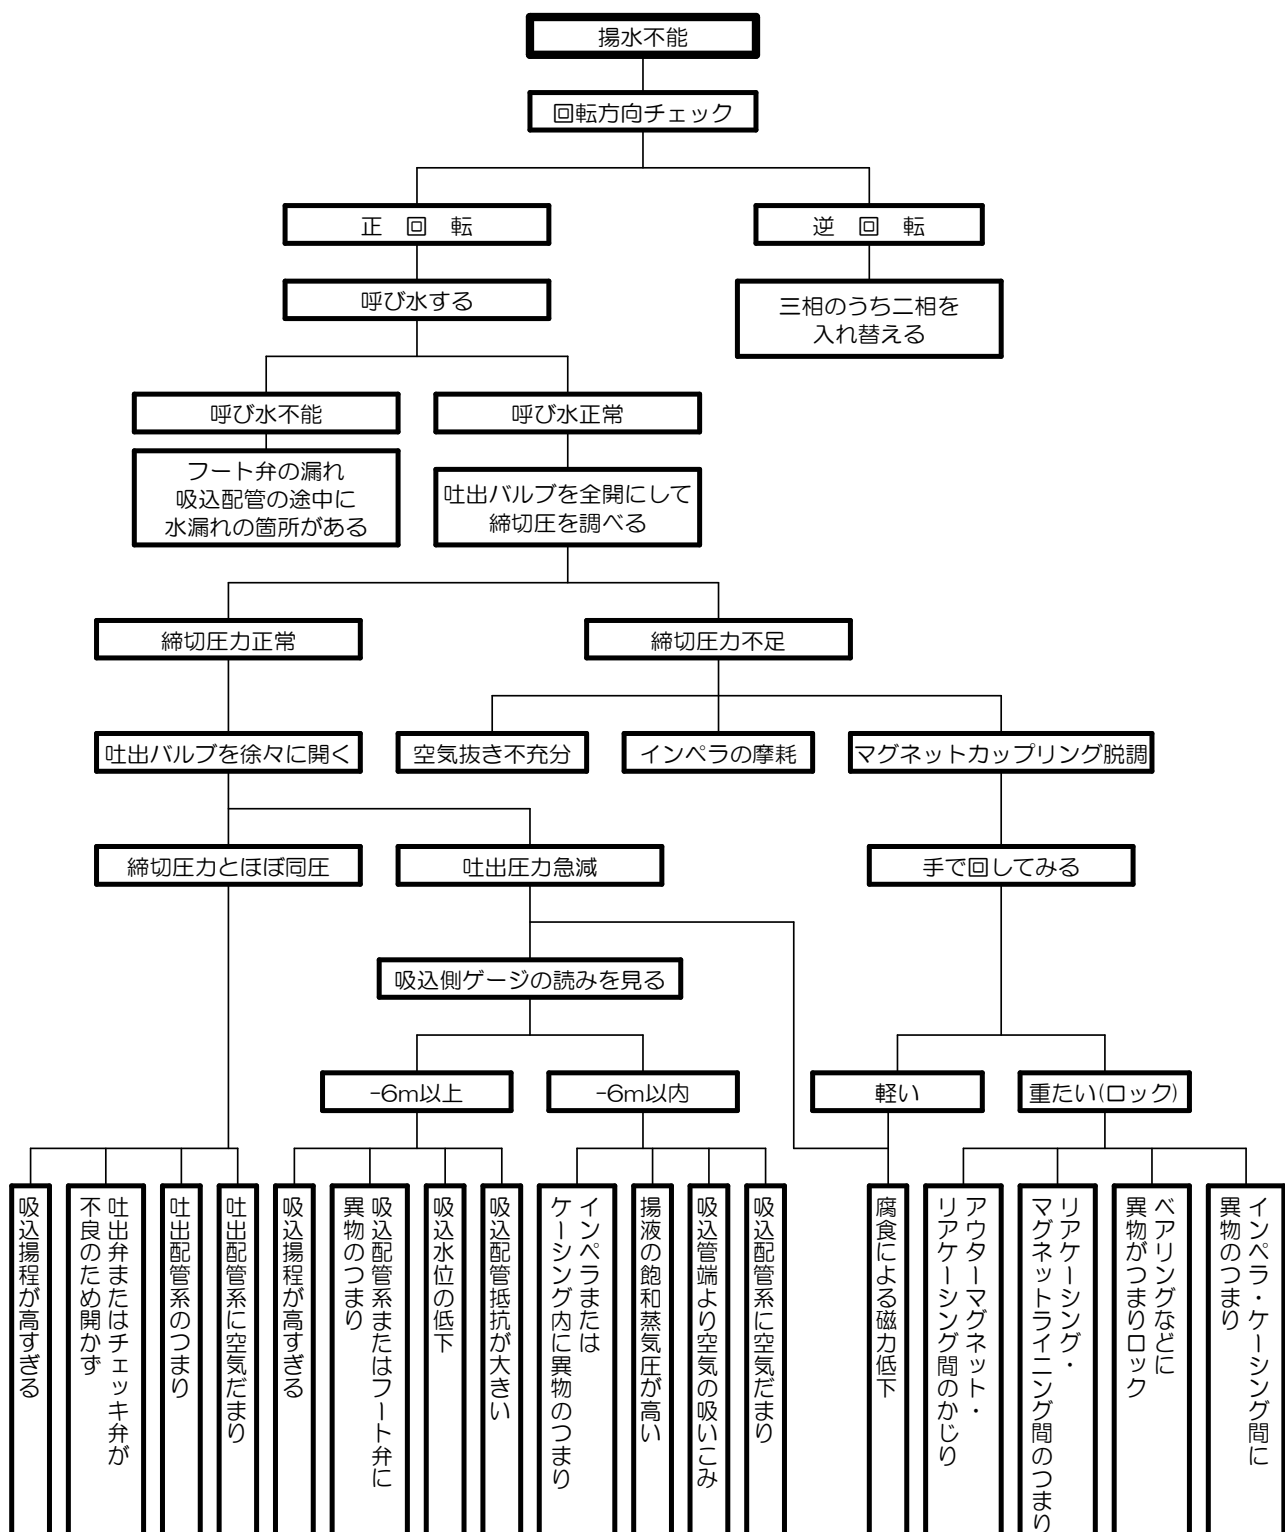 揚水不能
回転方向チェック
正 回 転
逆 回 転
呼び水する
三相のうち二相を
入れ替える
呼び水不能
呼び水正常
フート弁の漏れ
吸込配管の途中に
水漏れの箇所がある
吐出バルブを全開にして
締切圧を調べる
締切圧力正常
締切圧力不足
吐出バルブを徐々に開く
空気抜き不充分
インペラの摩耗
マグネットカップリング脱調
締切圧力とほぼ同圧
吐出圧力急減
手で回してみる
吸込側ゲージの読みを見る
-6m以上
-6m以内
軽い
重たい(ロック)
吸込揚程が高すぎる
吐出弁またはチェッキ弁が
不良のため開かず
吐出配管系のつまり
吐出配管系に空気だまり
吸込揚程が高すぎる
吸込配管系またはフート弁に
異物のつまり
吸込水位の低下
吸込配管抵抗が大きい
インペラまたは
ケーシング内に異物のつまり
揚液の飽和蒸気圧が高い
吸込管端より空気の吸いこみ
吸込配管系に空気だまり
腐食による磁力低下
アウターマグネット・
リアケーシング間のかじり
リアケーシング・
マグネットライニング間のつまり
ベアリングなどに
異物がつまりロック
インペラ・ケーシング間に
異物のつまり